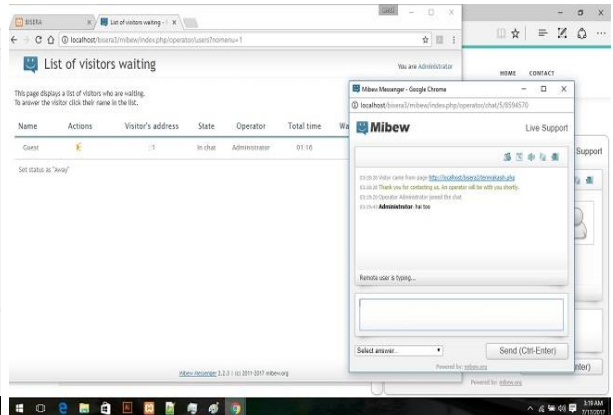 BISERA
List of visitors waiting
localhost/bisera3/mibew/index.php/operator/users?nomenu=1
List of visitors waiting
You are Administrator
This page displays a list of visitors who are waiting.
To answer the visitor click their name in the list.
Name Actions Visitor's address State Operator Total time Wa
Guest :1 In chat Administrator 01:16
Set status as "Away"
Mibew Messenger 2.2.0 | (c) 2011-2017 mibew.org
HOME CONTACT
Support
Mibew Messenger - Google Chrome
localhost/bisera3/mibew/index.php/operator/chat/5/8594570
Mibew
Live Support
Visitor came from page http://localhost/bisera3/
Thank you for contacting us. An operator will be with you shortly.
Operator Administrator joined the chat
Administrator: hai too
Remote user is typing...
Select answer...
Send (Ctrl-Enter)
Powered by: mibew.org
nter)
Powered by: mibew.org
3:19 AM